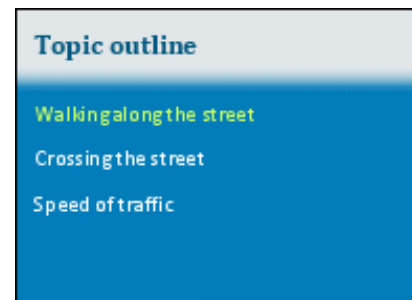 Topic outline
Walking along the street
Crossing the street
Speed of traffic